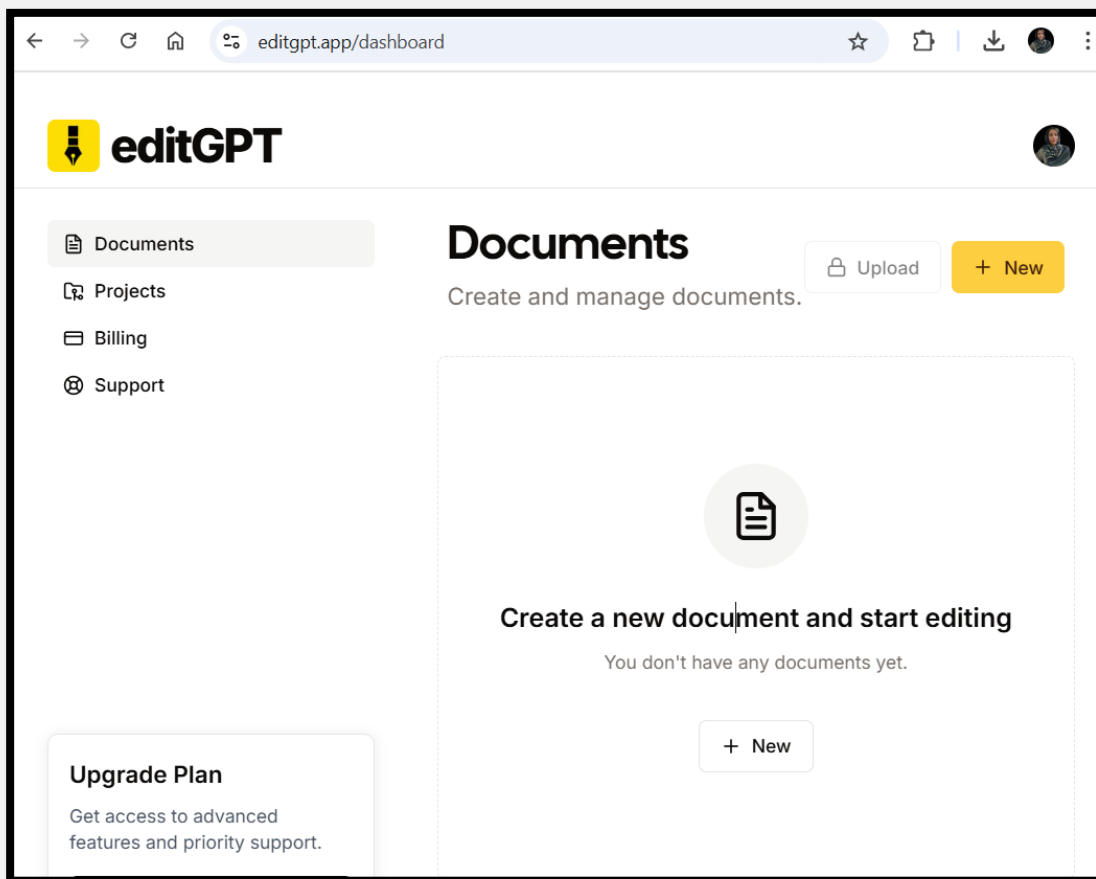 editgpt.app/dashboard
editGPT
Documents
Projects
Billing
Support
Documents
Create and manage documents.
Upload
+ New
Create a new document and start editing
You don't have any documents yet.
+ New
Upgrade Plan
Get access to advanced
features and priority support.